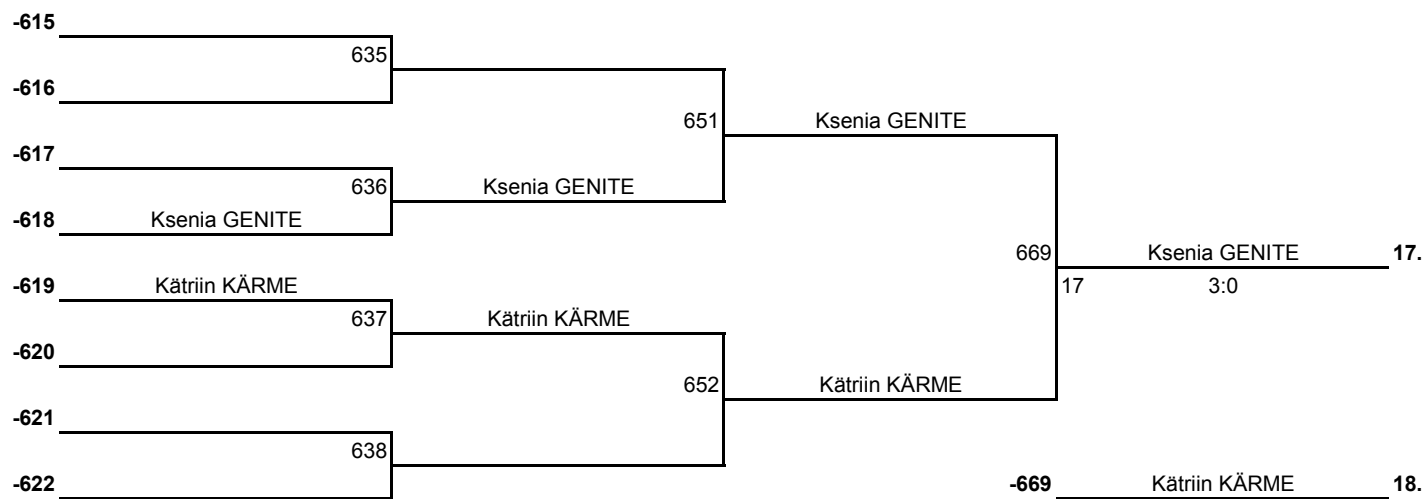 -615
635
-616
651 Ksenia GENITE
-617
636 Ksenia GENITE
-618 Ksenia GENITE
669 Ksenia GENITE 17.
-619 Kätriin KÄRME
17 3:0
637 Kätriin KÄRME
-620
652 Kätriin KÄRME
-621
638
-622
-669 Kätriin KÄRME 18.